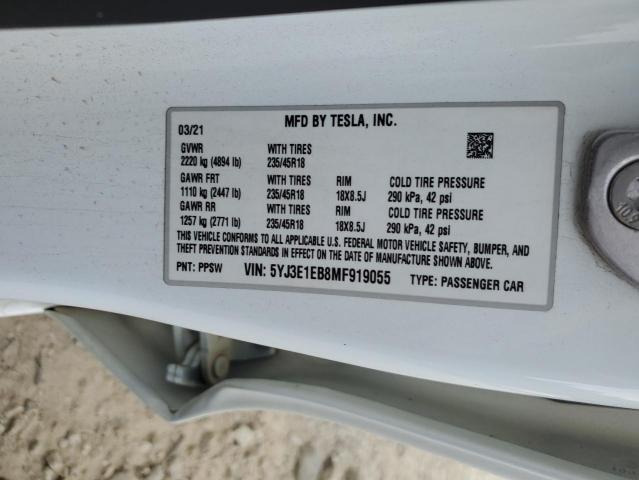 MFD BY TESLA, INC.
03/21
GVWR WITH TIRES
2220 kg (4894 lb) 235/45R18
GAWR FRT WITH TIRES RIM COLD TIRE PRESSURE
1110 kg (2447 lb) 235/45R18 18X8.5J 290 kPa, 42 psi
GAWR RR WITH TIRES RIM COLD TIRE PRESSURE
1257 kg (2771 lb) 235/45R18 18X8.5J 290 kPa, 42 psi
THIS VEHICLE CONFORMS TO ALL APPLICABLE U.S. FEDERAL MOTOR VEHICLE SAFETY, BUMPER, AND
THEFT PREVENTION STANDARDS IN EFFECT ON THE DATE OF MANUFACTURE SHOWN ABOVE.
PNT: PPSW VIN: 5YJ3E1EB8MF919055 TYPE: PASSENGER CAR